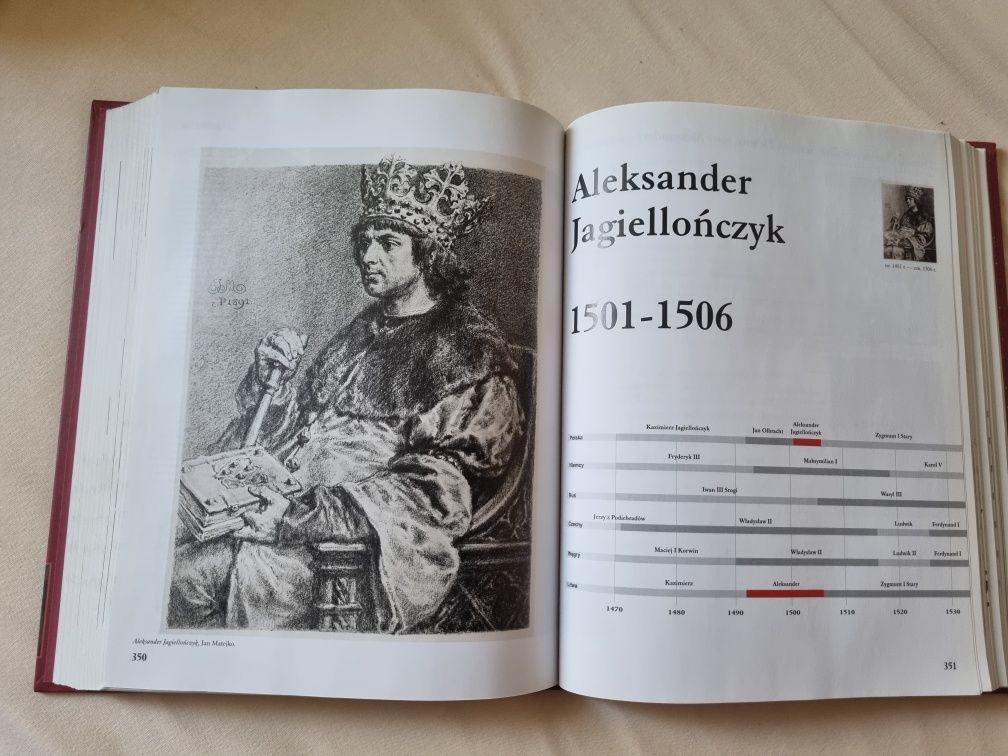 r.P 1891
Aleksander Jagiellończyk, Jan Matejko.
350
Aleksander
Jagiellończyk
1501-1506
ur. 1461 r. — zm. 1506 r.
Kazimierz Jagiellończyk
Jan Olbracht
Aleksander
Jagiellończyk
Zygmunt I Stary
Polska
Fryderyk III
Maksymilian I
Karol V
Niemcy
Iwan III Srogi
Wasyl III
Ruś
Jerzy z Podiebradów
Władysław II
Ludwik
Ferdynand I
Czechy
Maciej I Korwin
Władysław II
Ludwik II
Ferdynand I
Węgry
Kazimierz
Aleksander
Zygmunt I Stary
Litwa
1470 1480 1490 1500 1510 1520 1530
351